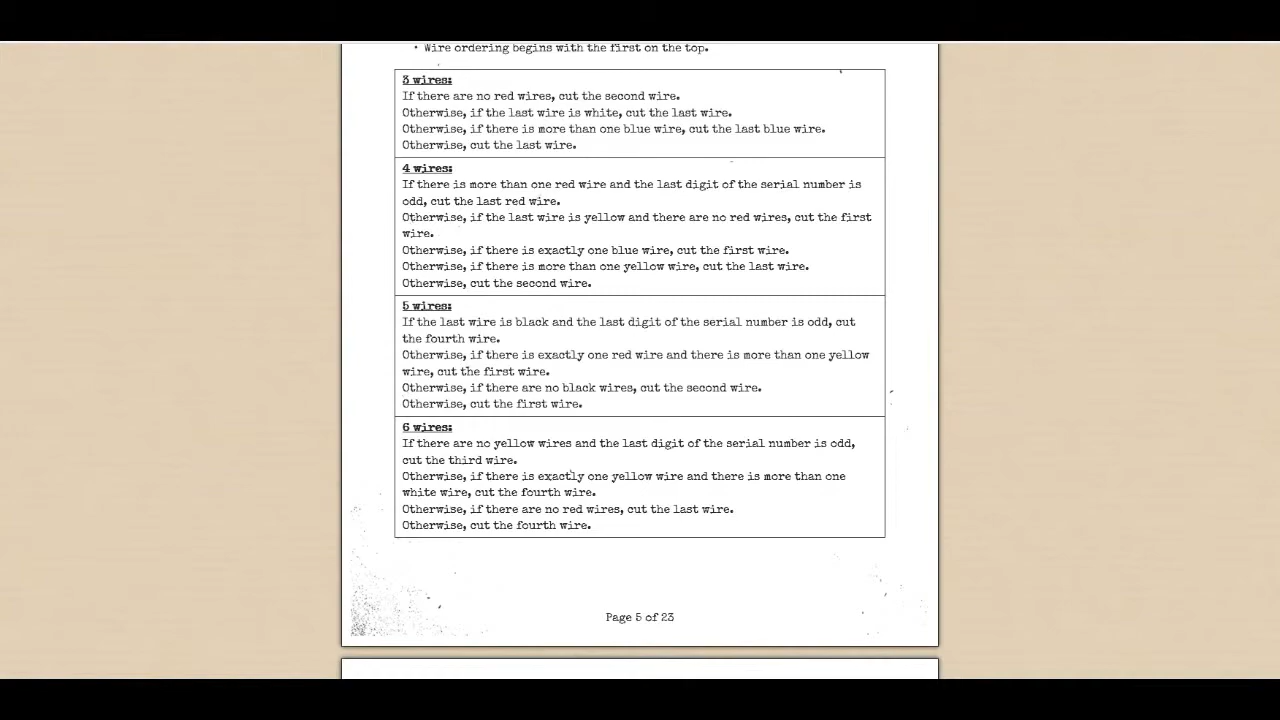 • Wire ordering begins with the first on the top.
3 wires:
If there are no red wires, cut the second wire.
Otherwise, if the last wire is white, cut the last wire.
Otherwise, if there is more than one blue wire, cut the last blue wire.
Otherwise, cut the last wire.
4 wires:
If there is more than one red wire and the last digit of the serial number is
odd, cut the last red wire.
Otherwise, if the last wire is yellow and there are no red wires, cut the first
wire.
Otherwise, if there is exactly one blue wire, cut the first wire.
Otherwise, if there is more than one yellow wire, cut the last wire.
Otherwise, cut the second wire.
5 wires:
If the last wire is black and the last digit of the serial number is odd, cut
the fourth wire.
Otherwise, if there is exactly one red wire and there is more than one yellow
wire, cut the first wire.
Otherwise, if there are no black wires, cut the second wire.
Otherwise, cut the first wire.
6 wires:
If there are no yellow wires and the last digit of the serial number is odd,
cut the third wire.
Otherwise, if there is exactly one yellow wire and there is more than one
white wire, cut the fourth wire.
Otherwise, if there are no red wires, cut the last wire.
Otherwise, cut the fourth wire.
Page 5 of 23